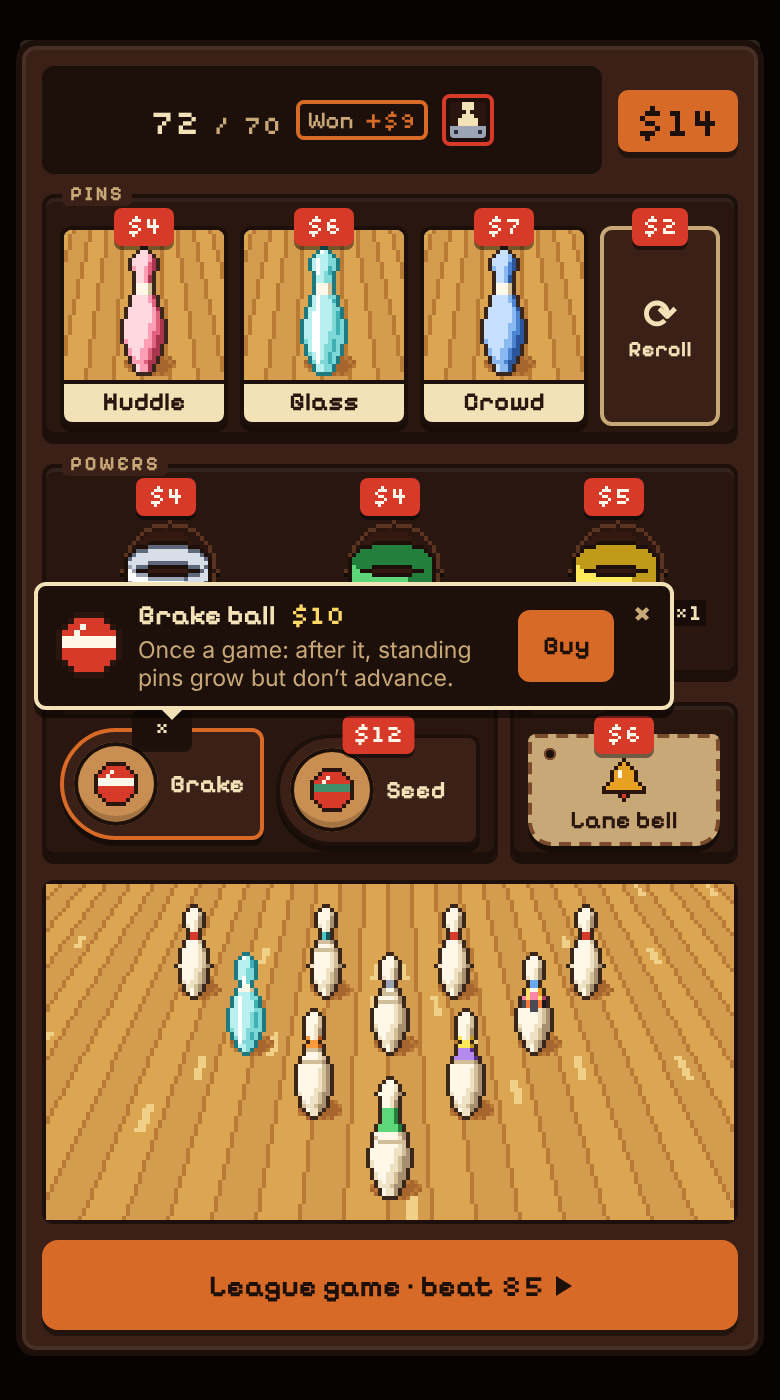 72 / 70 Won +$9
$14
PINS
$4 $6 $7 $2
Huddle Glass Crowd Reroll
POWERS
$4 $4 $5
×1
Brake ball $10
Once a game: after it, standing
pins grow but don't advance.
Buy
×
× $12 $6
Brake Seed Lane bell
League game · beat 85 ▶